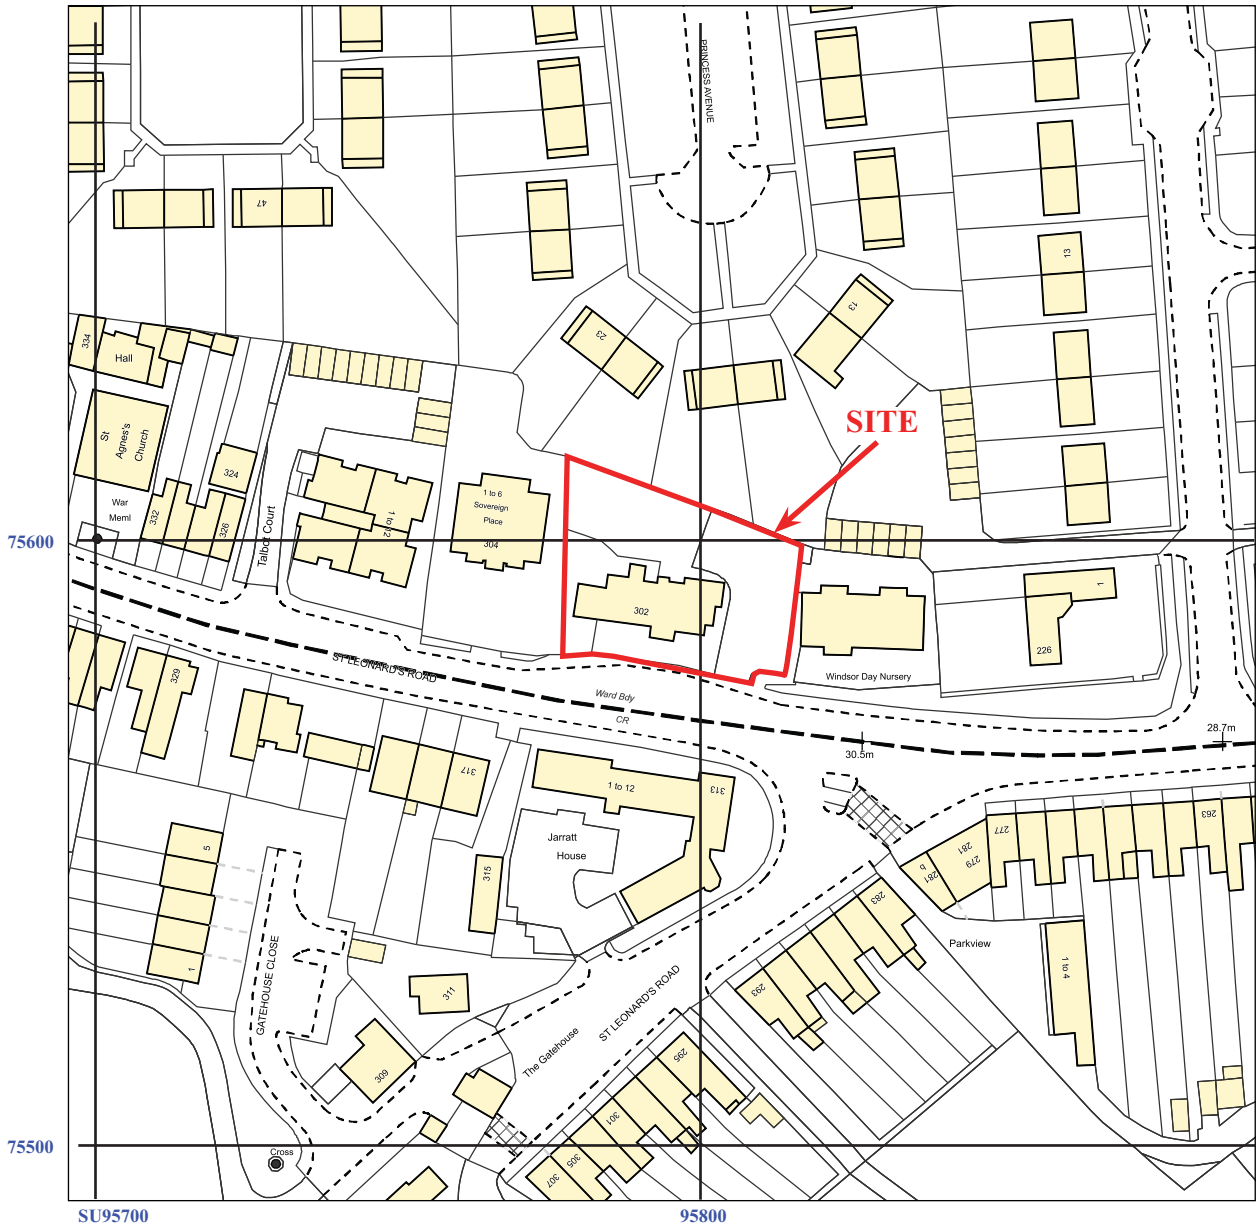 PRINCESS AVENUE
47
13
23
13
334
Hall
SITE
St
Agnes's
Church
324
War
Meml
332
326
Talbot Court
1 to 12
1 to 6
Sovereign
Place
304
75600
302
1
226
Windsor Day Nursery
ST LEONARD'S ROAD
329
Ward Bdy
CR
28.7m
30.5m
317
1 to 12
313
Jarratt
House
315
5
1
277
263
281
279
281 b
283
Parkview
293
1 to 4
GATEHOUSE CLOSE
311
309
The Gatehouse
ST LEONARD'S ROAD
295
301
305
307
75500
Cross
SU95700
95800